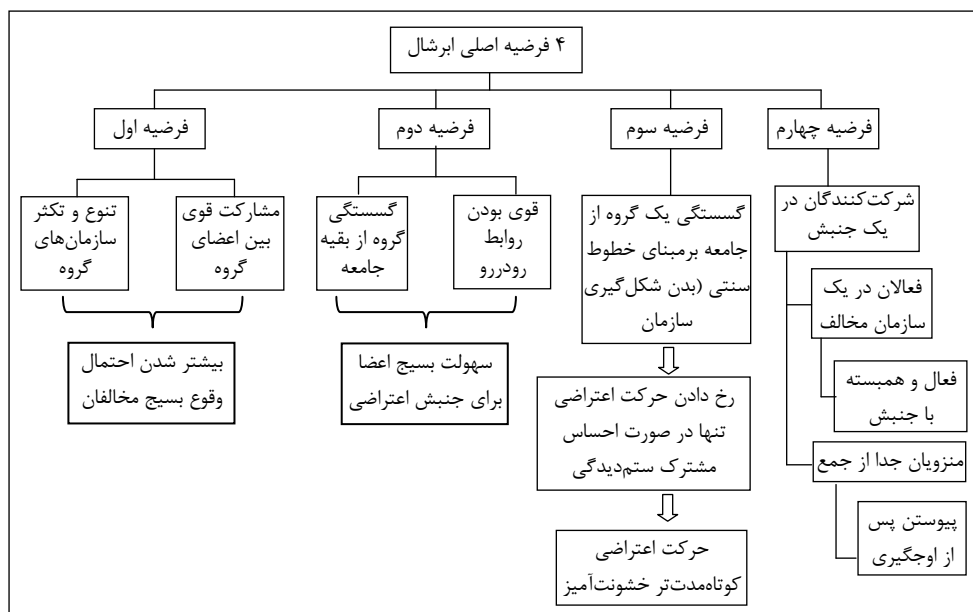 ۴ فرضیه اصلی ابرشال
فرضیه اول
فرضیه دوم
فرضیه سوم
فرضیه چهارم
مشارکت قوی
بین اعضای
گروه
تنوع و تکثر
سازمان‌های
گروه
بیشتر شدن احتمال
وقوع بسیج مخالفان
قوی بودن
روابط
رودررو
گسستگی
گروه از بقیه
جامعه
سهولت بسیج اعضا
برای جنبش اعتراضی
گسستگی یک گروه از
جامعه برمبنای خطوط
سنتی (بدن شکل‌گیری
سازمان
رخ دادن حرکت اعتراضی
تنها در صورت احساس
مشترک ستم‌دیدگی
حرکت اعتراضی
کوتاه‌مدت‌تر خشونت‌آمیز
شرکت‌کنندگان در
یک جنبش
فعالان در یک
سازمان مخالف
فعال و همبسته
با جنبش
منزویان جدا از جمع
پیوستن پس
از اوجگیری